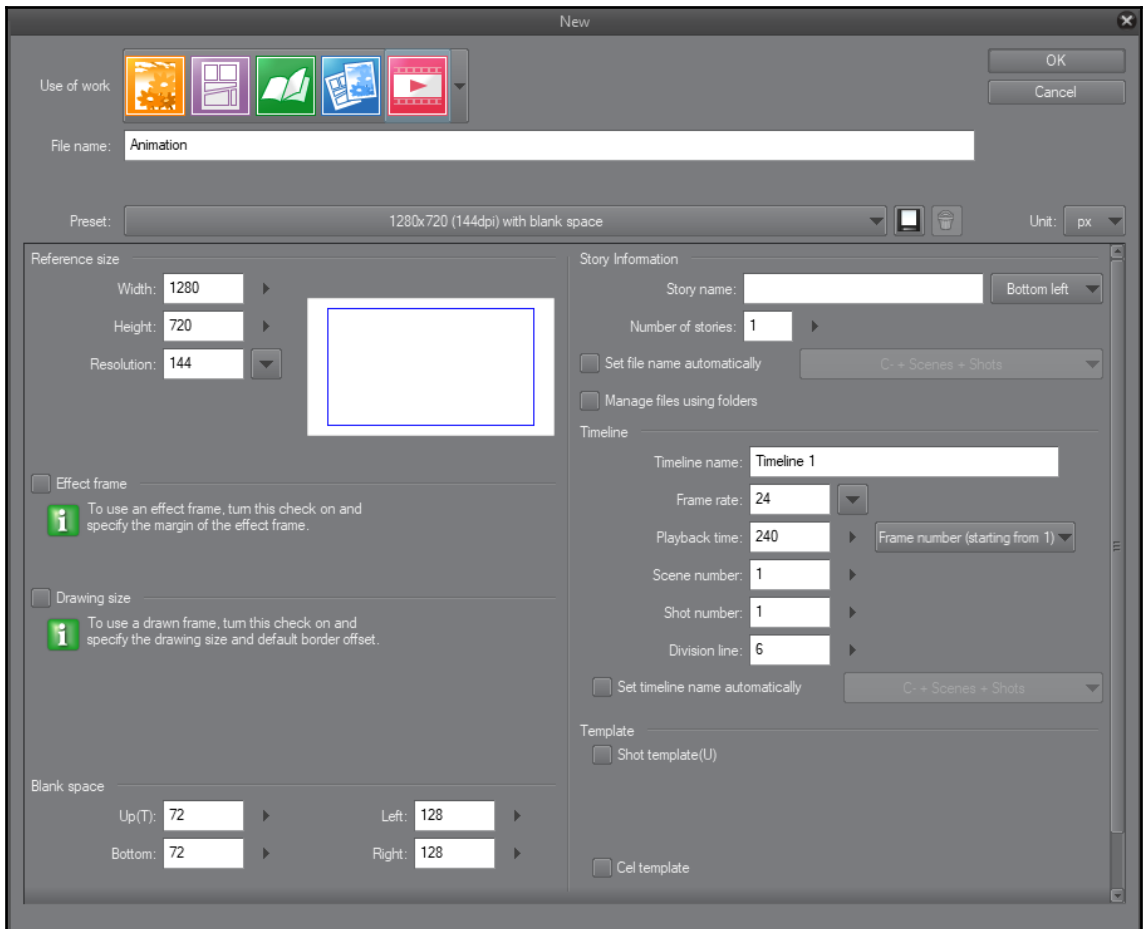 New
Use of work
OK
Cancel
File name: Animation
Preset: 1280x720 (144dpi) with blank space Unit: px
Reference size
Width: 1280
Height: 720
Resolution: 144
Effect frame
To use an effect frame, turn this check on and
specify the margin of the effect frame.
Drawing size
To use a drawn frame, turn this check on and
specify the drawing size and default border offset.
Blank space
Up(T): 72 Left: 128
Bottom: 72 Right: 128
Story Information
Story name: Bottom left
Number of stories: 1
Set file name automatically C- + Scenes + Shots
Manage files using folders
Timeline
Timeline name: Timeline 1
Frame rate: 24
Playback time: 240 Frame number (starting from 1)
Scene number: 1
Shot number: 1
Division line: 6
Set timeline name automatically C- + Scenes + Shots
Template
Shot template(U)
Cel template